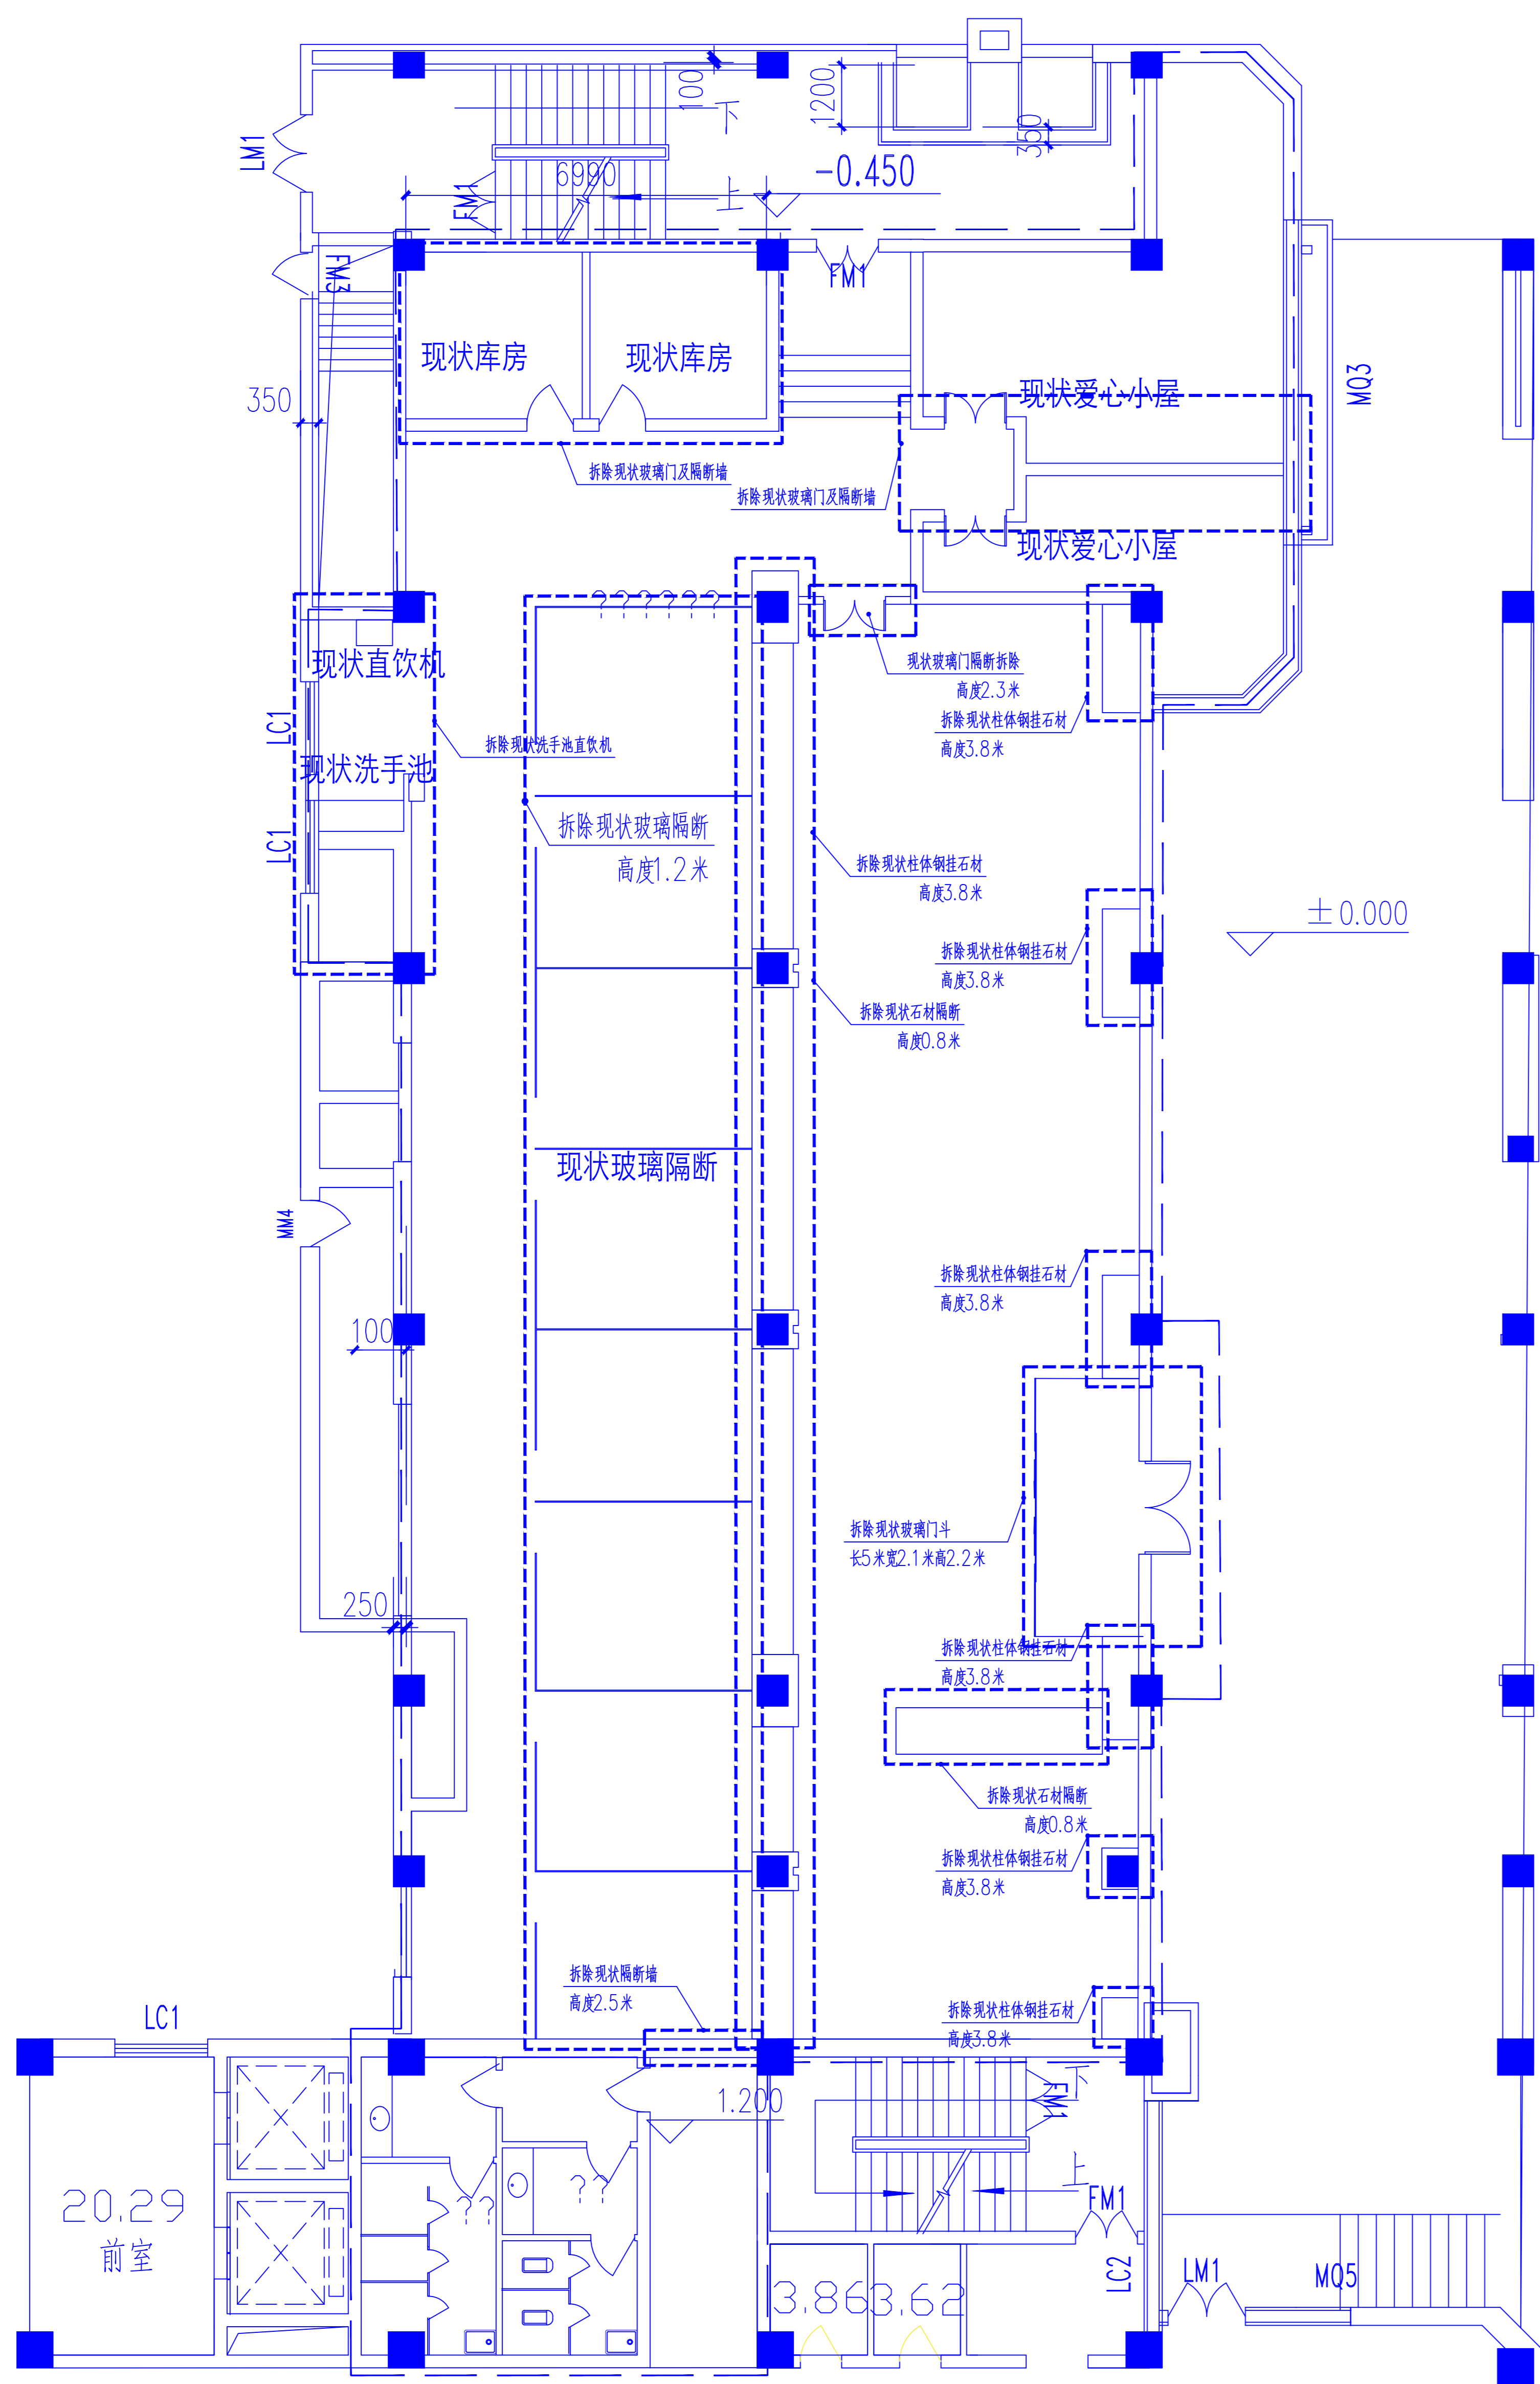 100
1200
350
下
LM1
-0.450
6990
FM1
上
FM3
FM1
现状库房
现状库房
MQ3
现状爱心小屋
350
拆除现状玻璃门及隔断墙
拆除现状玻璃门及隔断墙
现状爱心小屋
??????
现状直饮机
现状玻璃门隔断拆除
高度2.3米
拆除现状柱体钢挂石材
高度3.8米
LC1
拆除现状洗手池直饮机
现状洗手池
拆除现状玻璃隔断
高度1.2米
LC1
拆除现状柱体钢挂石材
高度3.8米
±0.000
拆除现状柱体钢挂石材
高度3.8米
拆除现状石材隔断
高度0.8米
现状玻璃隔断
MM4
拆除现状柱体钢挂石材
高度3.8米
100
拆除现状玻璃门斗
长5米宽2.1米高2.2米
250
拆除现状柱体钢挂石材
高度3.8米
拆除现状石材隔断
高度0.8米
拆除现状柱体钢挂石材
高度3.8米
拆除现状隔断墙
高度2.5米
LC1
拆除现状柱体钢挂石材
高度3.8米
下
FM1
1.200
上
??
??
FM1
20.29
前室
LC2
LM1
MQ5
3.86
3.62